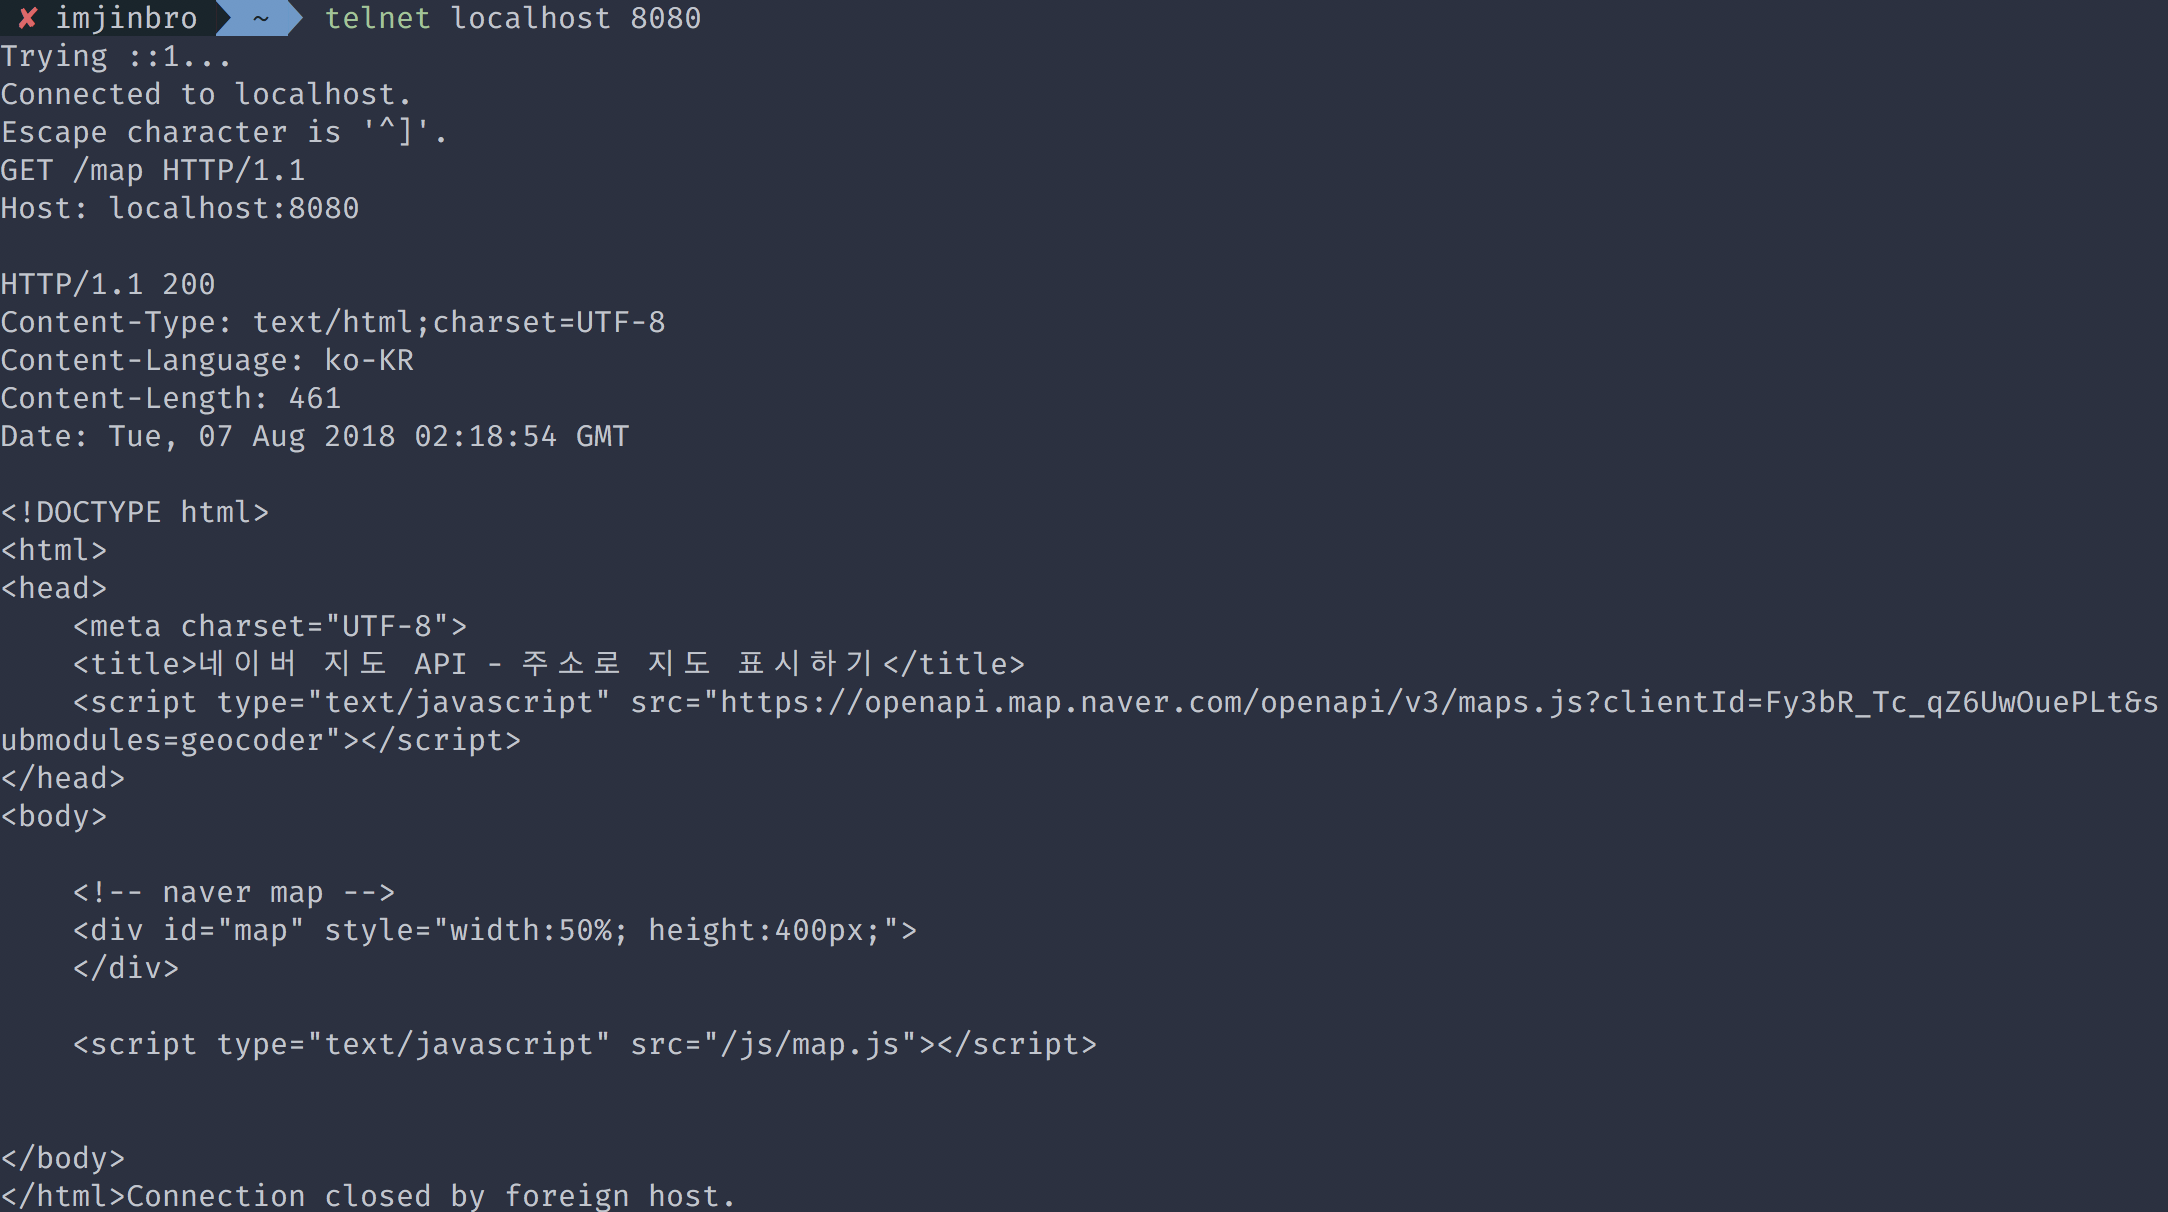 ✘ imjinbro ~ telnet localhost 8080
Trying ::1...
Connected to localhost.
Escape character is '^]'.
GET /map HTTP/1.1
Host: localhost:8080
HTTP/1.1 200
Content-Type: text/html;charset=UTF-8
Content-Language: ko-KR
Content-Length: 461
Date: Tue, 07 Aug 2018 02:18:54 GMT
<!DOCTYPE html>
<html>
<head>
    <meta charset="UTF-8">
    <title>네이버 지도 API - 주소로 지도 표시하기</title>
    <script type="text/javascript" src="https://openapi.map.naver.com/openapi/v3/maps.js?clientId=Fy3bR_Tc_qZ6UwOuePLt&s
ubmodules=geocoder"></script>
</head>
<body>
    <!-- naver map -->
    <div id="map" style="width:50%; height:400px;">
    </div>
    <script type="text/javascript" src="/js/map.js"></script>
</body>
</html>Connection closed by foreign host.